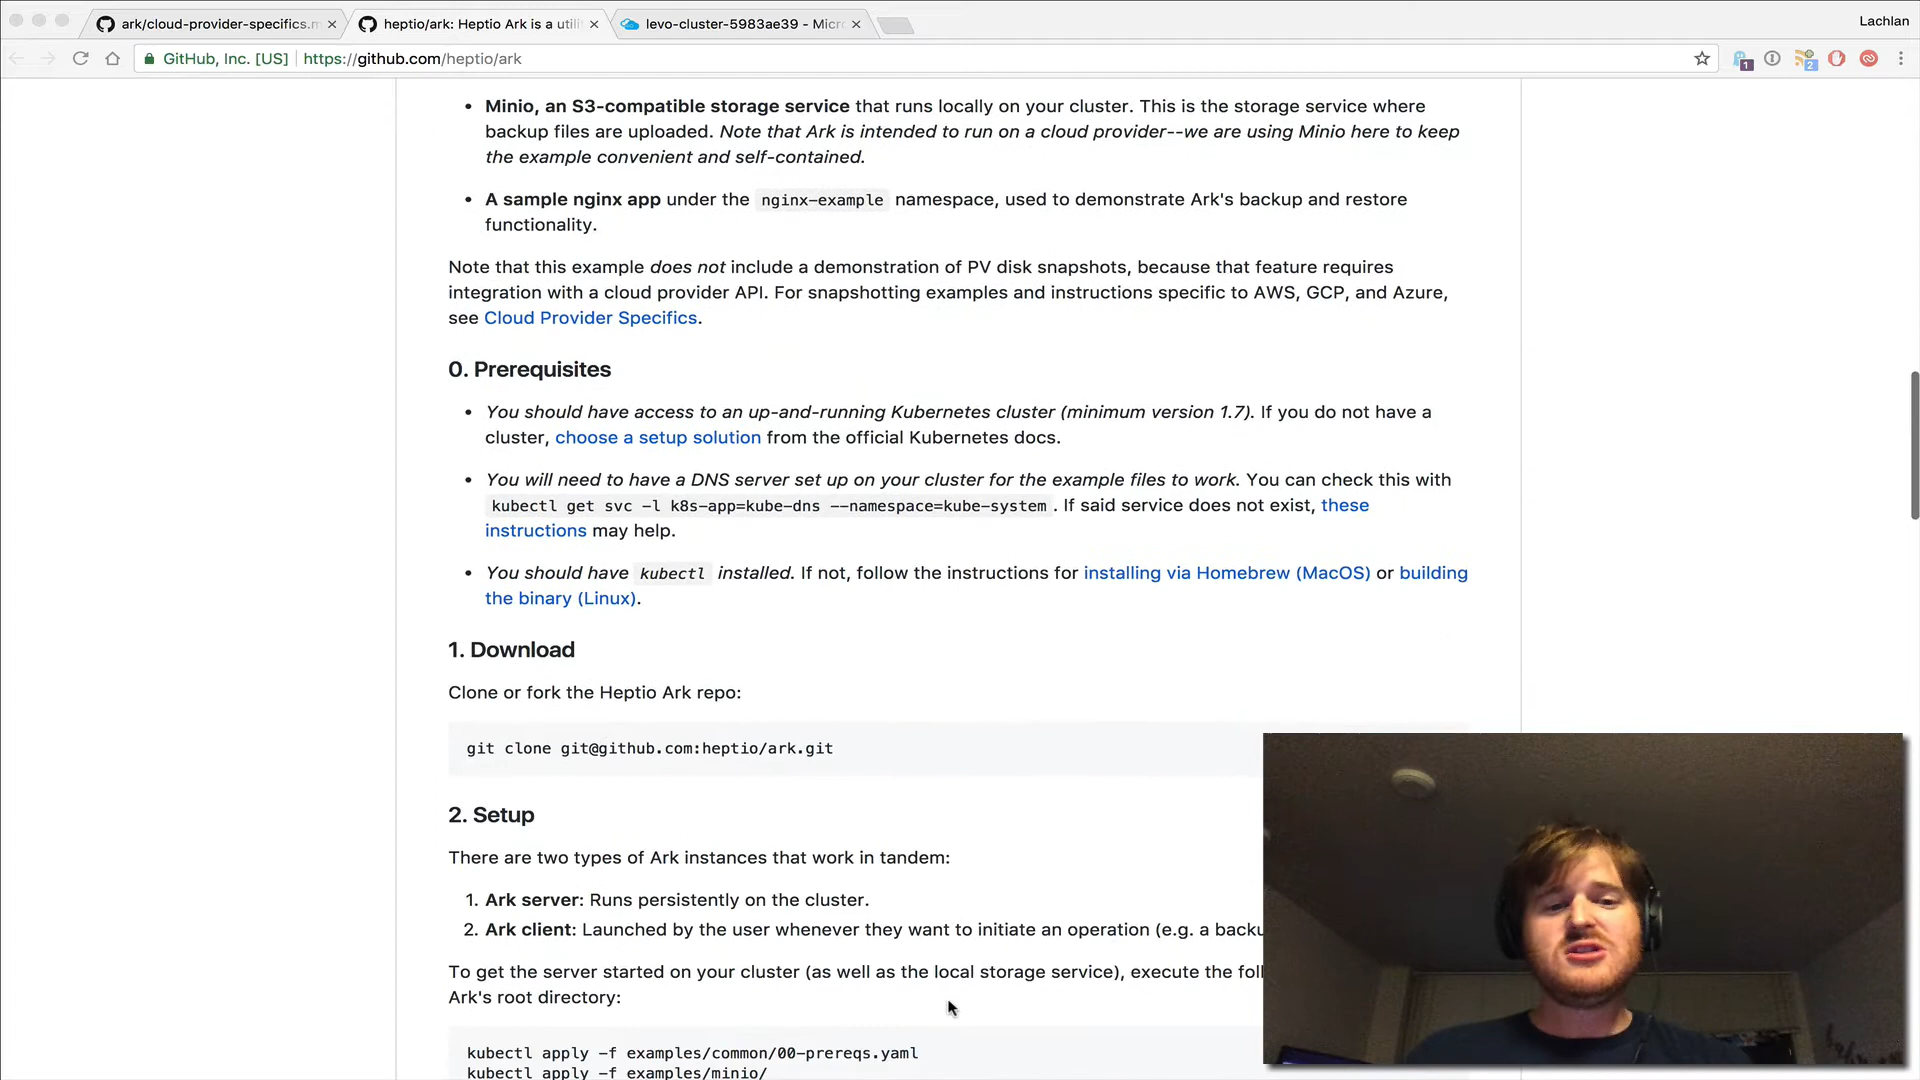 ark/cloud-provider-specifics.m
heptio/ark: Heptio Ark is a util
levo-cluster-5983ae39 - Micro
Lachlan
GitHub, Inc. [US] https://github.com/heptio/ark
1
2
• Minio, an S3-compatible storage service that runs locally on your cluster. This is the storage service where
backup files are uploaded. Note that Ark is intended to run on a cloud provider--we are using Minio here to keep
the example convenient and self-contained.
• A sample nginx app under the nginx-example namespace, used to demonstrate Ark's backup and restore
functionality.
Note that this example does not include a demonstration of PV disk snapshots, because that feature requires
integration with a cloud provider API. For snapshotting examples and instructions specific to AWS, GCP, and Azure,
see Cloud Provider Specifics.
0. Prerequisites
• You should have access to an up-and-running Kubernetes cluster (minimum version 1.7). If you do not have a
cluster, choose a setup solution from the official Kubernetes docs.
• You will need to have a DNS server set up on your cluster for the example files to work. You can check this with
kubectl get svc -l k8s-app=kube-dns --namespace=kube-system . If said service does not exist, these
instructions may help.
• You should have kubectl installed. If not, follow the instructions for installing via Homebrew (MacOS) or building
the binary (Linux).
1. Download
Clone or fork the Heptio Ark repo:
git clone git@github.com:heptio/ark.git
2. Setup
There are two types of Ark instances that work in tandem:
1. Ark server: Runs persistently on the cluster.
2. Ark client: Launched by the user whenever they want to initiate an operation (e.g. a backu
To get the server started on your cluster (as well as the local storage service), execute the fol
Ark's root directory:
kubectl apply -f examples/common/00-prereqs.yaml
kubectl apply -f examples/minio/